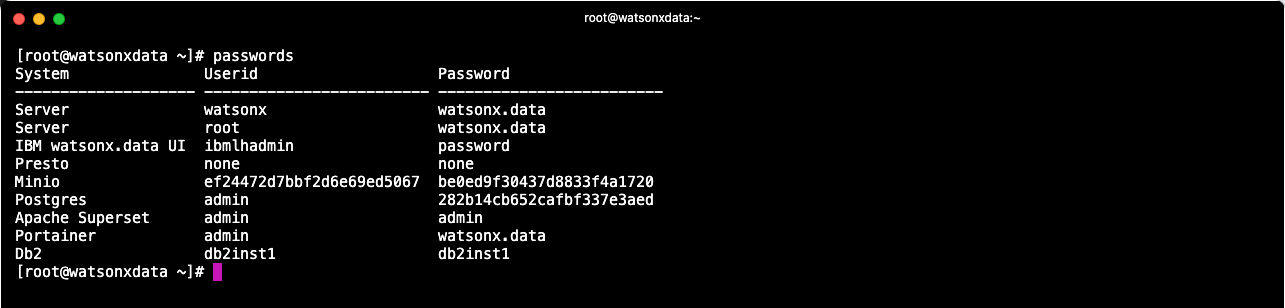 root@watsonxdata:~
[root@watsonxdata ~]# passwords
System Userid Password
--------------------- ------------------------- -------------------------
Server watsonx watsonx.data
Server root watsonx.data
IBM watsonx.data UI ibmlhadmin password
Presto none none
Minio ef24472d7bbf2d6e69ed5067 be0ed9f30437d8833f4a1720
Postgres admin 282b14cb652cafbf337e3aed
Apache Superset admin admin
Portainer admin watsonx.data
Db2 db2inst1 db2inst1
[root@watsonxdata ~]#